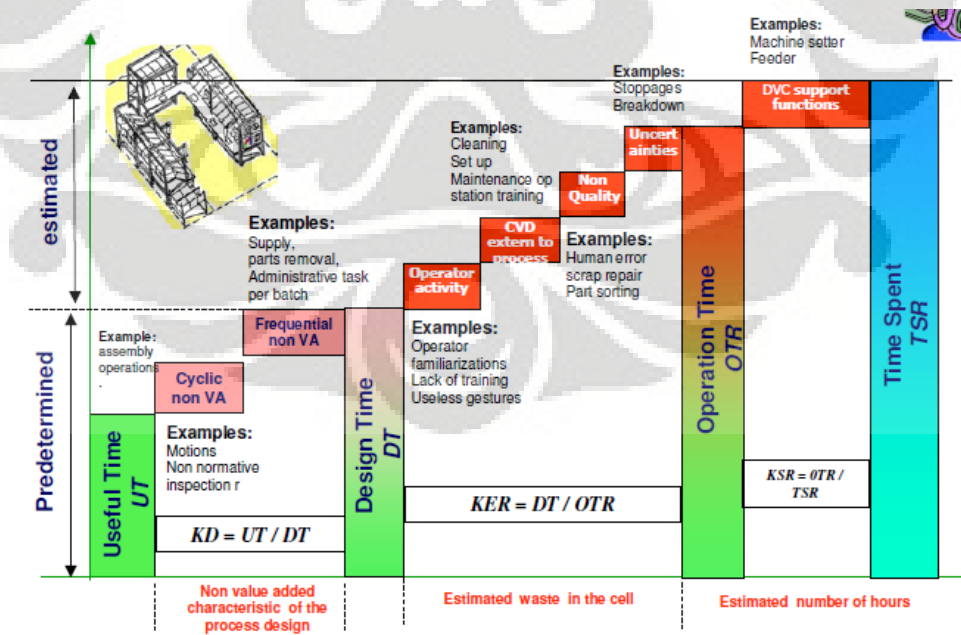 Examples:
Machine setter
Feeder
Examples:
Stoppages
Breakdown
DVC support
functions
Examples:
Cleaning
Set up
Maintenance op
station training
Uncert
ainties
Non
Quality
estimated
Examples:
Supply,
parts removal,
Administrative task
per batch
CVD
extern to
process
Examples:
Human error
scrap repair
Part sorting
Operator
activity
Predetermined
Example:
assembly
operations
.
Frequential
non VA
Cyclic
non VA
Examples:
Operator
familiarizations
Lack of training
Useless gestures
Examples:
Motions
Non normative
inspection r
Useful Time
UT
Design Time
DT
Operation Time
OTR
Time Spent
TSR
KD = UT / DT
KER = DT / OTR
KSR = 0TR /
TSR
Non value added
characteristic of the
process design
Estimated waste in the cell
Estimated number of hours